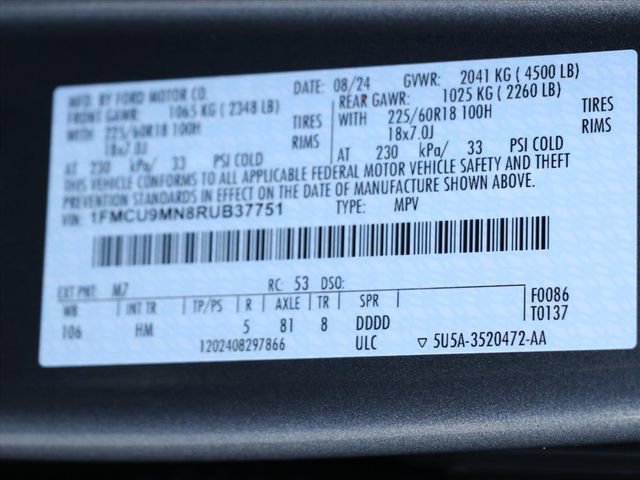 MFD. BY FORD MOTOR CO. DATE: 08/24 GVWR: 2041 KG ( 4500 LB)
FRONT GAWR: 1065 KG ( 2348 LB) REAR GAWR: 1025 KG ( 2260 LB)
WITH 225/60R18 100H TIRES WITH 225/60R18 100H TIRES
18x7.0J RIMS 18x7.0J RIMS
AT 230 kPa/ 33 PSI COLD AT 230 kPa/ 33 PSI COLD
THIS VEHICLE CONFORMS TO ALL APPLICABLE FEDERAL MOTOR VEHICLE SAFETY AND THEFT
PREVENTION STANDARDS IN EFFECT ON THE DATE OF MANUFACTURE SHOWN ABOVE.
VIN: 1FMCU9MN8RUB37751 TYPE: MPV
EXT PNT: M7 RC: 53 DSO:
WB INT TR TP/PS R AXLE TR SPR F0086
106 HM 5 81 8 DDDD T0137
1202408297866 ULC ▽ 5U5A-3520472-AA